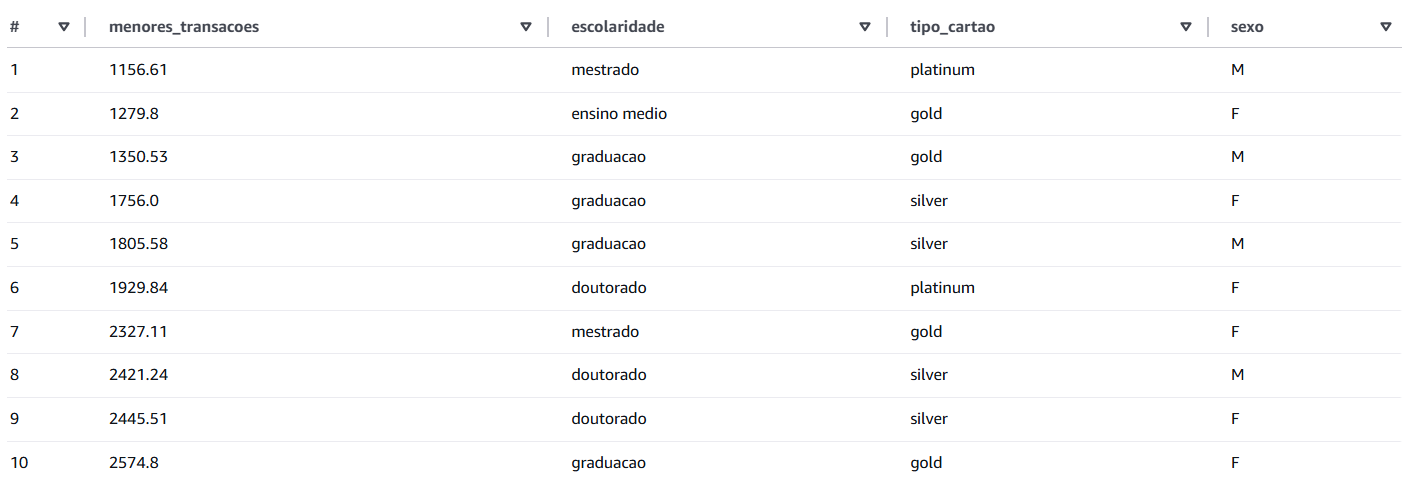 # menores_transacoes escolaridade tipo_cartao sexo
1 1156.61 mestrado platinum M
2 1279.8 ensino medio gold F
3 1350.53 graduacao gold M
4 1756.0 graduacao silver F
5 1805.58 graduacao silver M
6 1929.84 doutorado platinum F
7 2327.11 mestrado gold F
8 2421.24 doutorado silver M
9 2445.51 doutorado silver F
10 2574.8 graduacao gold F